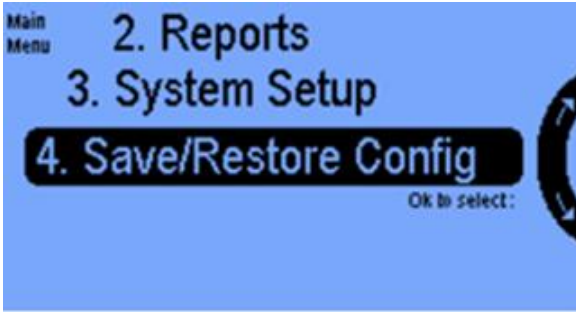 Main
Menu
2. Reports
3. System Setup
4. Save/Restore Config
Ok to select: